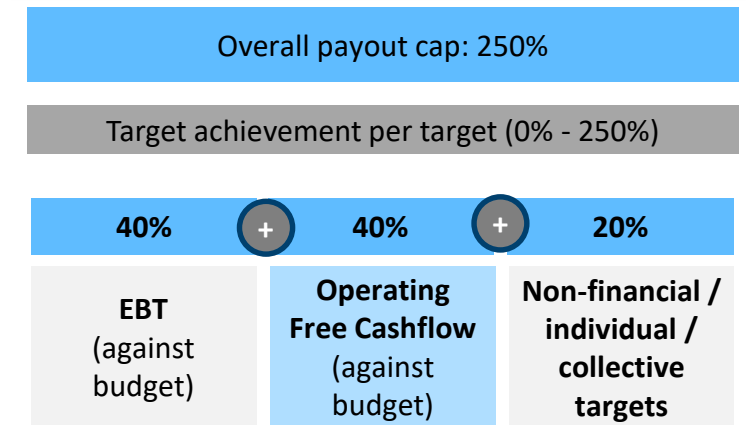 Overall payout cap: 250%
Target achievement per target (0% - 250%)
40% + 40% + 20%
EBT
(against
budget)
Operating
Free Cashflow
(against
budget)
Non-financial /
individual /
collective
targets